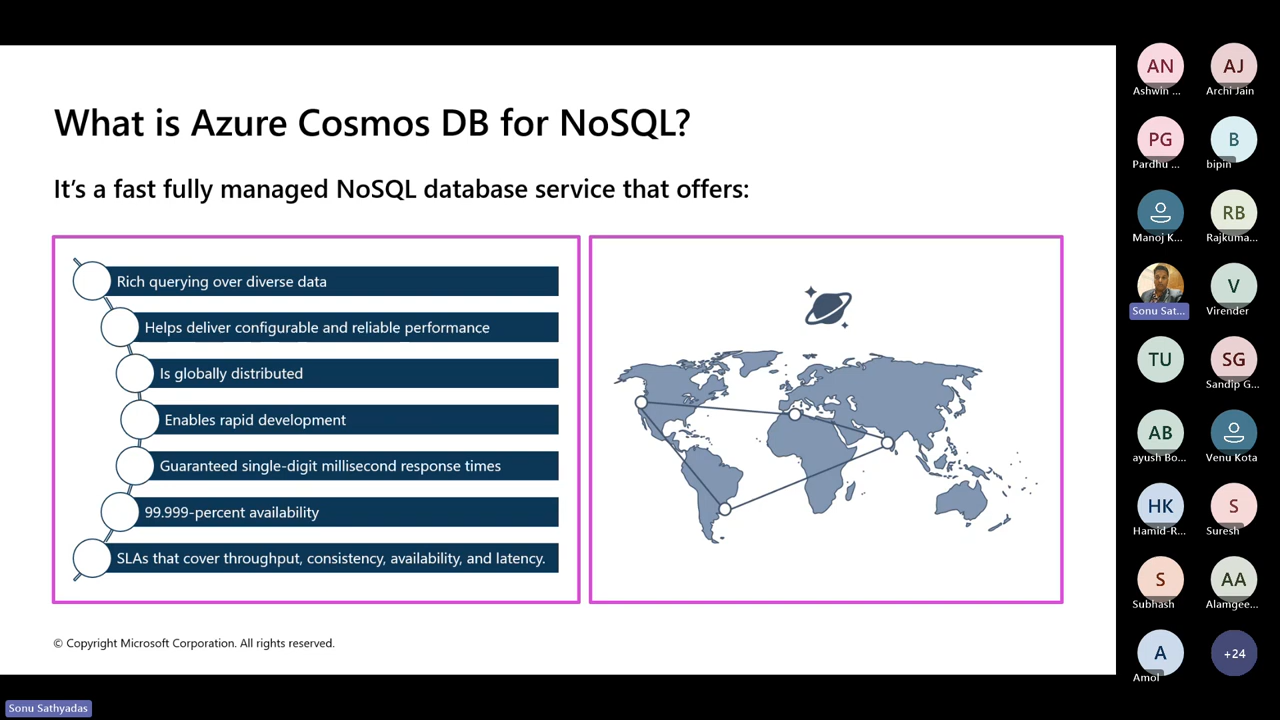 What is Azure Cosmos DB for NoSQL?
It's a fast fully managed NoSQL database service that offers:
Rich querying over diverse data
Helps deliver configurable and reliable performance
Is globally distributed
Enables rapid development
Guaranteed single-digit millisecond response times
99.999-percent availability
SLAs that cover throughput, consistency, availability, and latency.
© Copyright Microsoft Corporation. All rights reserved.
Sonu Sathyadas
AN
Ashwin ...
AJ
Archi Jain
PG
Pardhu ...
B
bipin
Manoj K...
RB
Rajkuma...
Sonu Sat...
V
Virender
TU
SG
Sandip G...
AB
ayush Bo...
Venu Kota
HK
Hamid-R...
S
Suresh
S
Subhash
AA
Alamgee...
A
Amol
+24